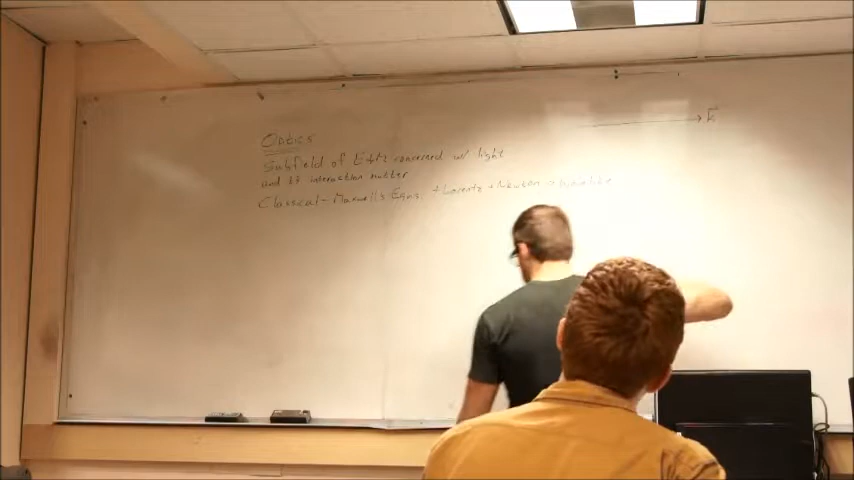 Optics
Subfield of E&M concerned w/ light
and its interaction matter
Classical - Maxwell's Eqns. + Lorentz + Newton →
k